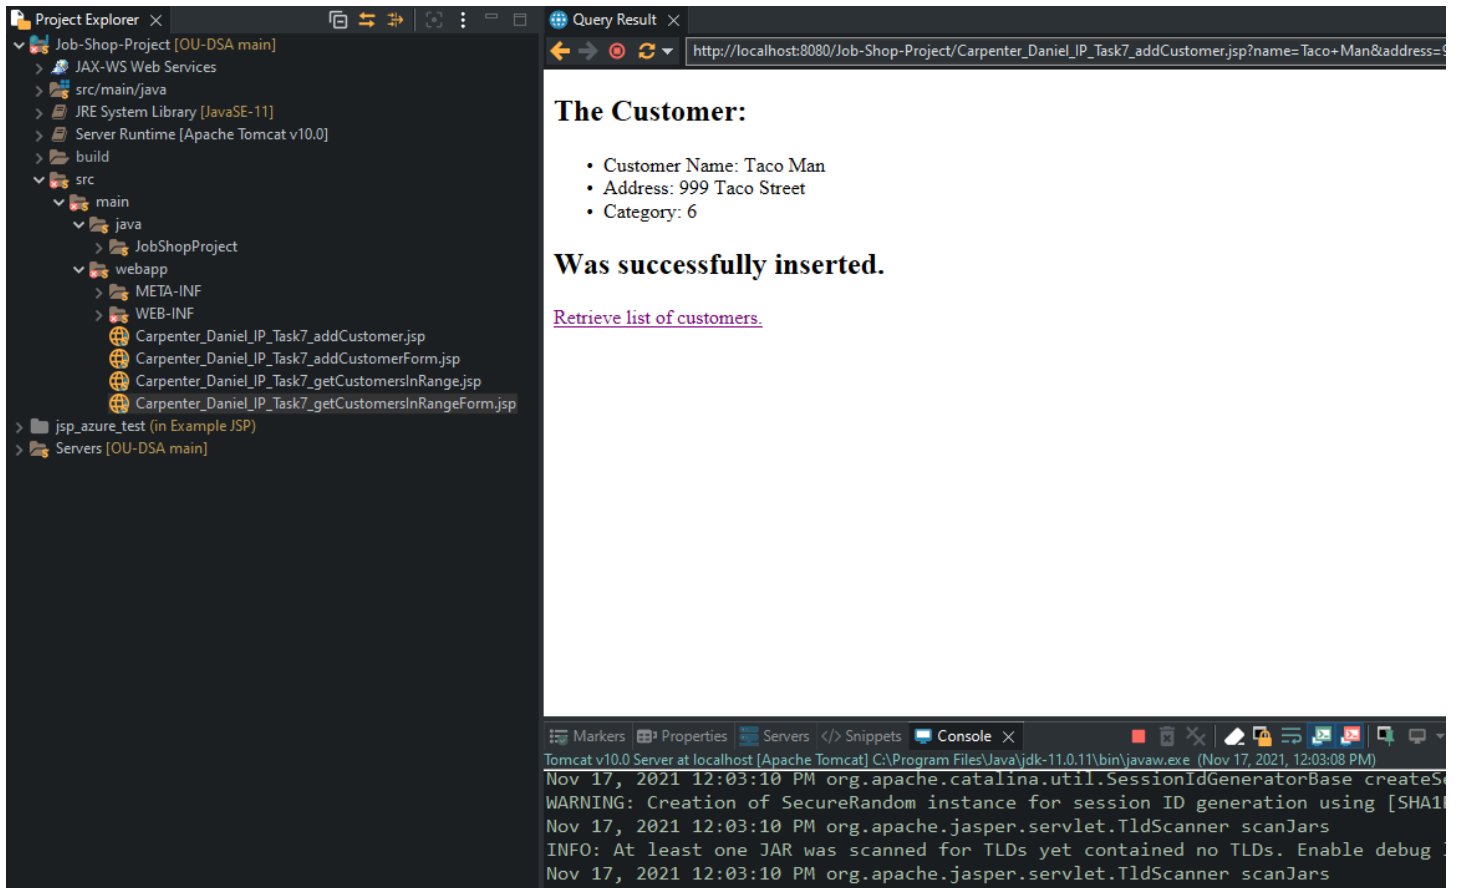 Project Explorer
Job-Shop-Project [OU-DSA main]
JAX-WS Web Services
src/main/java
JRE System Library [JavaSE-11]
Server Runtime [Apache Tomcat v10.0]
build
src
main
java
JobShopProject
webapp
META-INF
WEB-INF
Carpenter_Daniel_IP_Task7_addCustomer.jsp
Carpenter_Daniel_IP_Task7_addCustomerForm.jsp
Carpenter_Daniel_IP_Task7_getCustomersInRange.jsp
Carpenter_Daniel_IP_Task7_getCustomersInRangeForm.jsp
jsp_azure_test (in Example JSP)
Servers [OU-DSA main]
Query Result
http://localhost:8080/Job-Shop-Project/Carpenter_Daniel_IP_Task7_addCustomer.jsp?name=Taco+Man&address=9
The Customer:
• Customer Name: Taco Man
• Address: 999 Taco Street
• Category: 6
Was successfully inserted.
Retrieve list of customers.
Markers Properties Servers </> Snippets Console
Tomcat v10.0 Server at localhost [Apache Tomcat] C:\Program Files\Java\jdk-11.0.11\bin\javaw.exe (Nov 17, 2021, 12:03:08 PM)
Nov 17, 2021 12:03:10 PM org.apache.catalina.util.SessionIdGeneratorBase createSe
WARNING: Creation of SecureRandom instance for session ID generation using [SHA1P
Nov 17, 2021 12:03:10 PM org.apache.jasper.servlet.TldScanner scanJars
INFO: At least one JAR was scanned for TLDs yet contained no TLDs. Enable debug l
Nov 17, 2021 12:03:10 PM org.apache.jasper.servlet.TldScanner scanJars